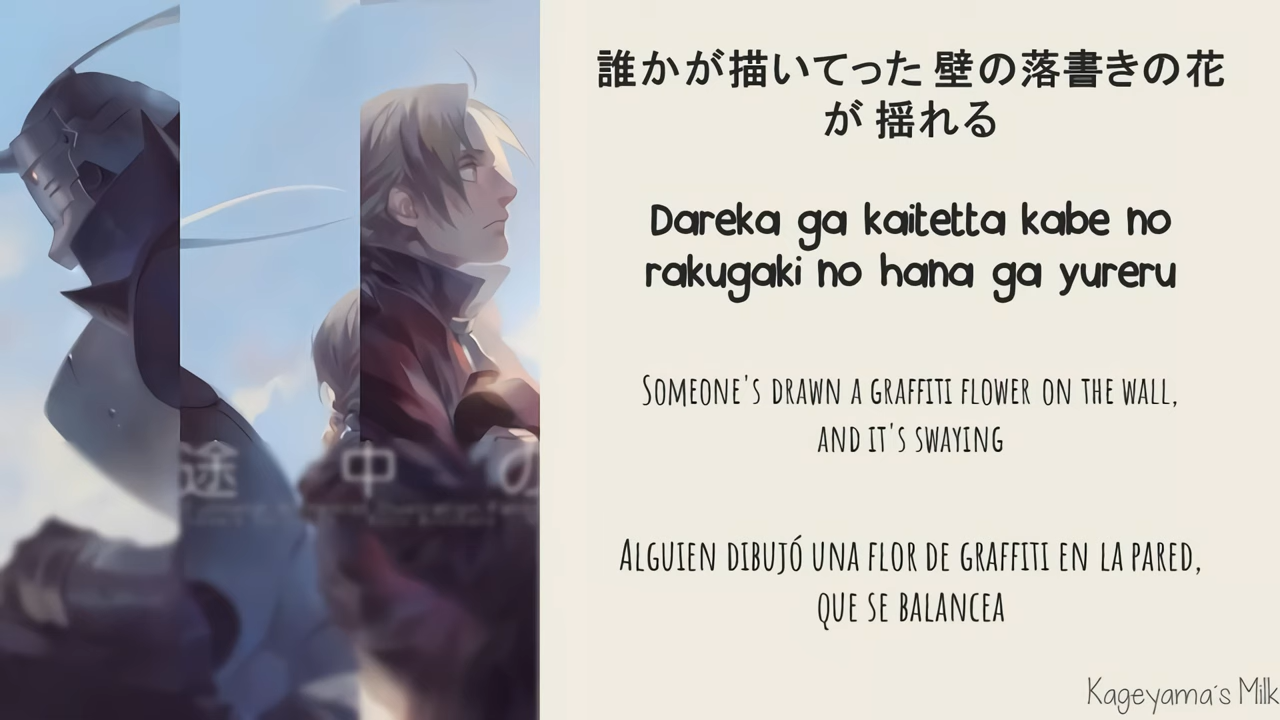 誰かが描いてった 壁の落書きの花
が 揺れる
Dareka ga kaitetta kabe no
rakugaki no hana ga yureru
SOMEONE'S DRAWN A GRAFFITI FLOWER ON THE WALL,
AND IT'S SWAYING
ALGUIEN DIBUJÓ UNA FLOR DE GRAFFITI EN LA PARED,
QUE SE BALANCEA
途 中 の
Kageyama's Milk